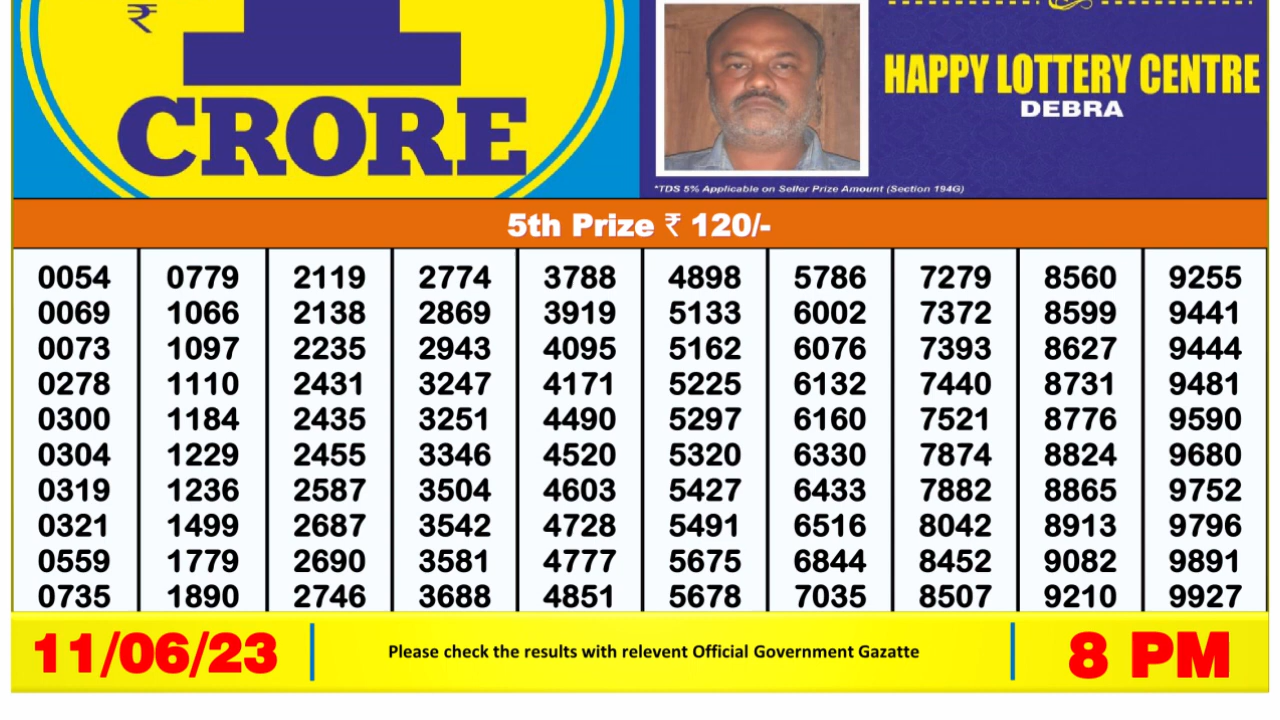 ₹ 1
CRORE
HAPPY LOTTERY CENTRE
DEBRA
*TDS 5% Applicable on Seller Prize Amount (Section 194G)
5th Prize ₹ 120/-
0054 0779 2119 2774 3788 4898 5786 7279 8560 9255
0069 1066 2138 2869 3919 5133 6002 7372 8599 9441
0073 1097 2235 2943 4095 5162 6076 7393 8627 9444
0278 1110 2431 3247 4171 5225 6132 7440 8731 9481
0300 1184 2435 3251 4490 5297 6160 7521 8776 9590
0304 1229 2455 3346 4520 5320 6330 7874 8824 9680
0319 1236 2587 3504 4603 5427 6433 7882 8865 9752
0321 1499 2687 3542 4728 5491 6516 8042 8913 9796
0559 1779 2690 3581 4777 5675 6844 8452 9082 9891
0735 1890 2746 3688 4851 5678 7035 8507 9210 9927
11/06/23 Please check the results with relevent Official Government Gazatte 8 PM